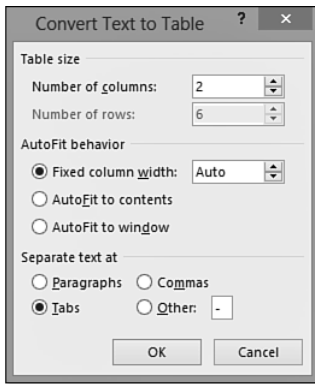 Convert Text to Table ? ×
Table size
Number of columns: 2
Number of rows: 6
AutoFit behavior
Fixed column width: Auto
AutoFit to contents
AutoFit to window
Separate text at
Paragraphs Commas
Tabs Other: -
OK Cancel